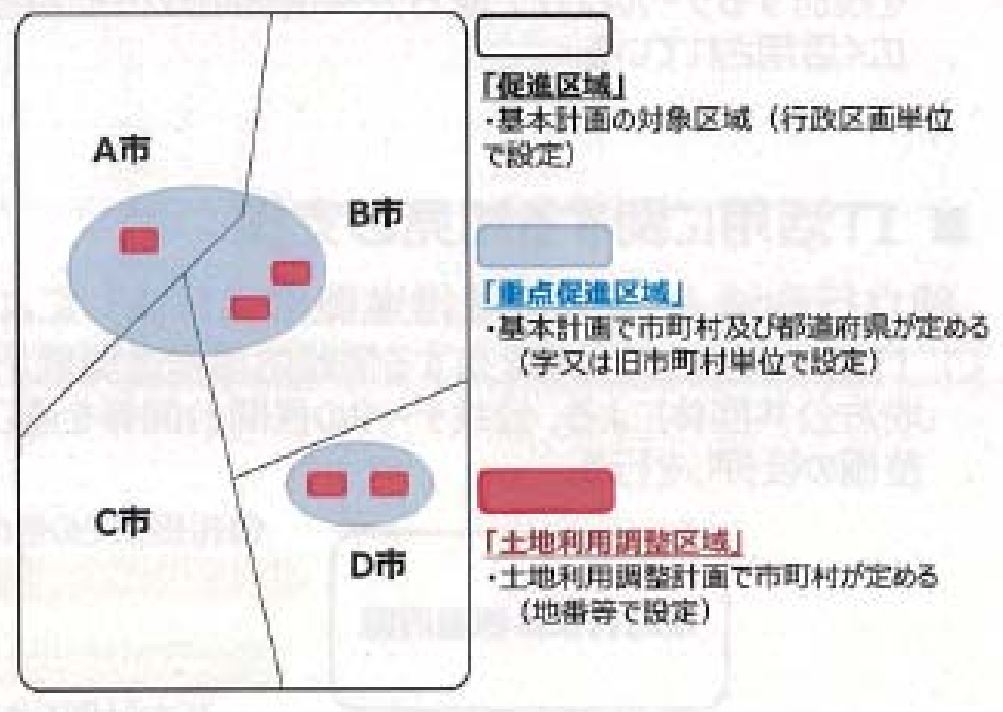 A市
B市
C市
D市
「促進区域」
・基本計画の対象区域（行政区画単位
で設定）
「重点促進区域」
・基本計画で市町村及び都道府県が定める
（字又は旧市町村単位で設定）
「土地利用調整区域」
・土地利用調整計画で市町村が定める
（地番等で設定）